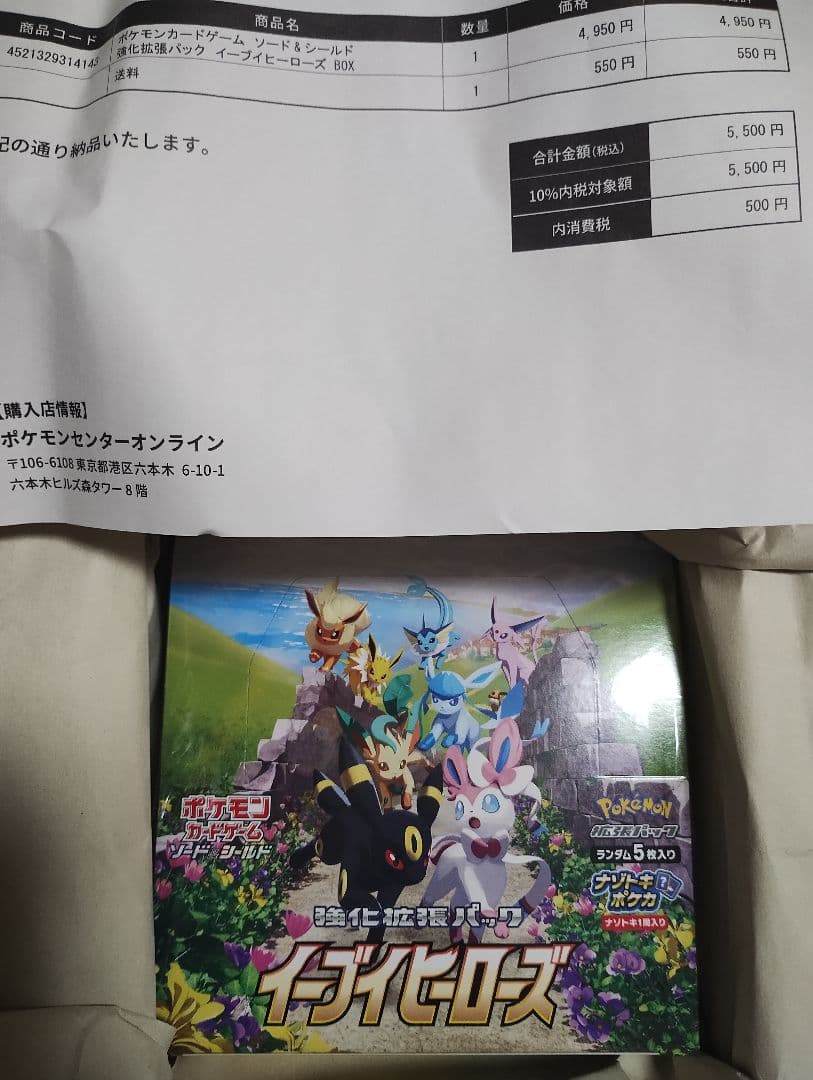 商品コード 商品名 数量 価格
4521329314143 ポケモンカードゲーム ソード&シールド
強化拡張パック イーブイヒーローズ BOX 1 4,950円 4,950円
送料 1 550円 550円
記の通り納品いたします。
合計金額(税込) 5,500円
10%内税対象額 5,500円
内消費税 500円
【購入店情報】
ポケモンセンターオンライン
〒106-6108 東京都港区六本木 6-10-1
六本木ヒルズ森タワー8階
ポケモン
カードゲーム
ソード&シールド
POKÉMON
拡張パック
ランダム5枚入り
ナゾトキ
ポケカ
?
ナゾトキ1問入り
強化拡張パック
イーブイヒーローズ